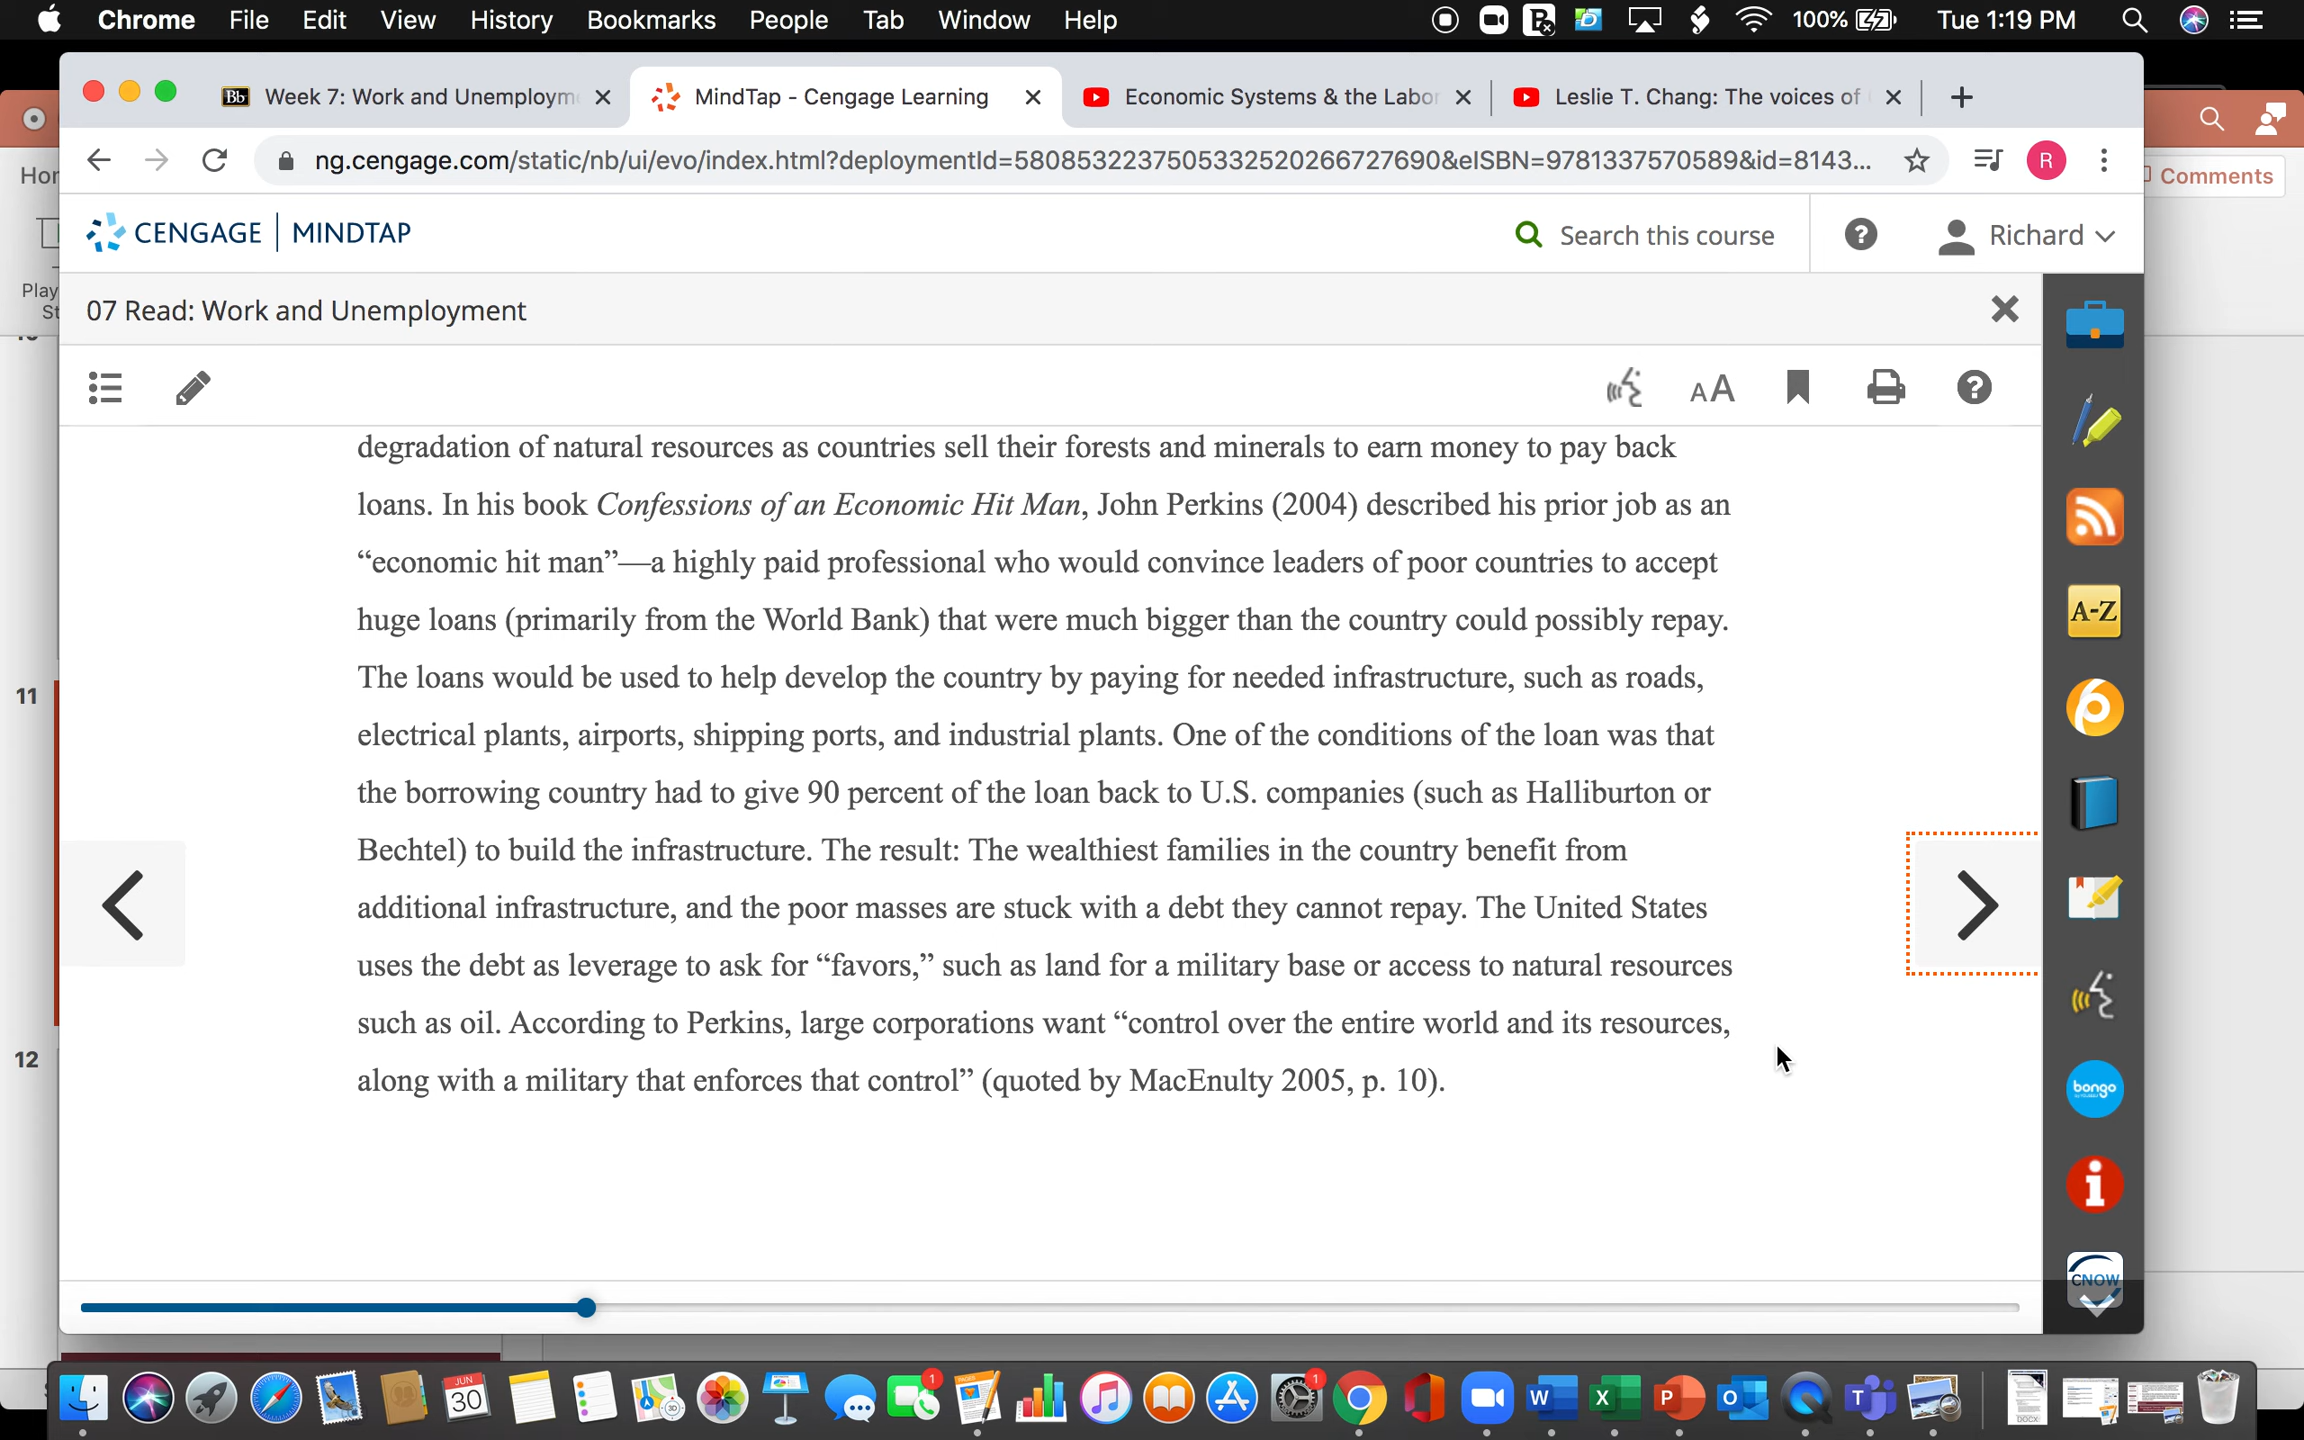 Chrome File Edit View History Bookmarks People Tab Window Help 100% Tue 1:19 PM
Bb Week 7: Work and Unemploym
MindTap - Cengage Learning
Economic Systems & the Labor
Leslie T. Chang: The voices of
ng.cengage.com/static/nb/ui/evo/index.html?deploymentId=5808532237505332520266727690&eISBN=9781337570589&id=8143...
R
Comments
CENGAGE | MINDTAP
Search this course
Richard
Play
07 Read: Work and Unemployment
AA
degradation of natural resources as countries sell their forests and minerals to earn money to pay back
loans. In his book Confessions of an Economic Hit Man, John Perkins (2004) described his prior job as an
“economic hit man”—a highly paid professional who would convince leaders of poor countries to accept
huge loans (primarily from the World Bank) that were much bigger than the country could possibly repay.
The loans would be used to help develop the country by paying for needed infrastructure, such as roads,
electrical plants, airports, shipping ports, and industrial plants. One of the conditions of the loan was that
the borrowing country had to give 90 percent of the loan back to U.S. companies (such as Halliburton or
Bechtel) to build the infrastructure. The result: The wealthiest families in the country benefit from
additional infrastructure, and the poor masses are stuck with a debt they cannot repay. The United States
uses the debt as leverage to ask for “favors,” such as land for a military base or access to natural resources
such as oil. According to Perkins, large corporations want “control over the entire world and its resources,
along with a military that enforces that control” (quoted by MacEnulty 2005, p. 10).
11
12
A-Z
bongo
CNOW
JUN
30
1
1
W
X
P
O
T
DOCX